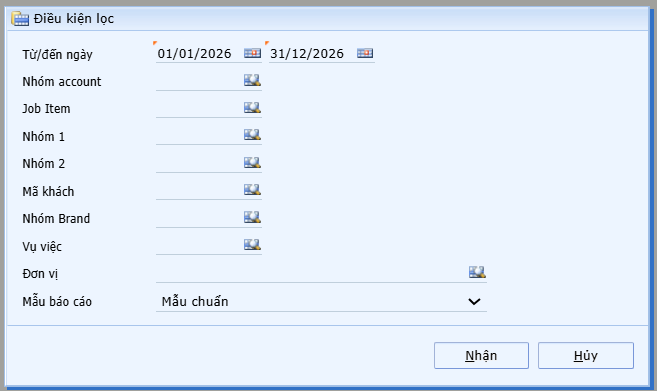 Điều kiện lọc
Từ/đến ngày 01/01/2026 31/12/2026
Nhóm account
Job Item
Nhóm 1
Nhóm 2
Mã khách
Nhóm Brand
Vụ việc
Đơn vị
Mẫu báo cáo Mẫu chuẩn
Nhận Hủy